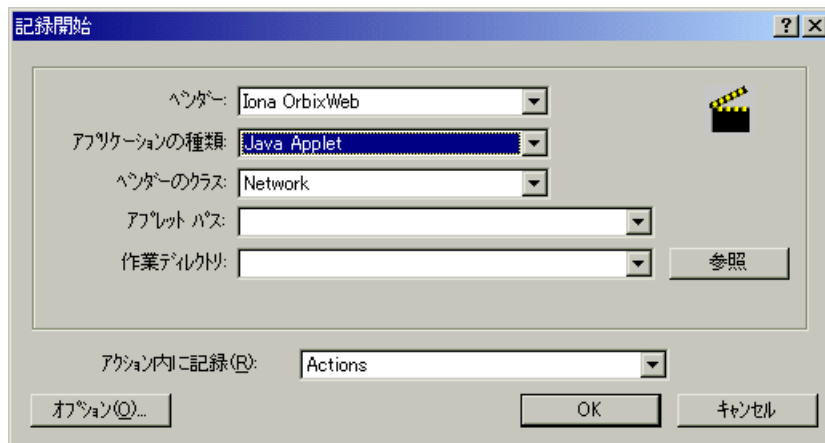 記録開始
ﾍﾞﾝﾀﾞｰ: Iona OrbixWeb
ｱﾌﾟﾘｹｰｼｮﾝの種類: Java Applet
ﾍﾞﾝﾀﾞｰのｸﾗｽ: Network
ｱﾌﾟﾚｯﾄ ﾊﾟｽ:
作業ﾃﾞｨﾚｸﾄﾘ: 参照
ｱｸｼｮﾝ内に記録(R): Actions
ｵﾌﾟｼｮﾝ(O)... OK ｷｬﾝｾﾙ